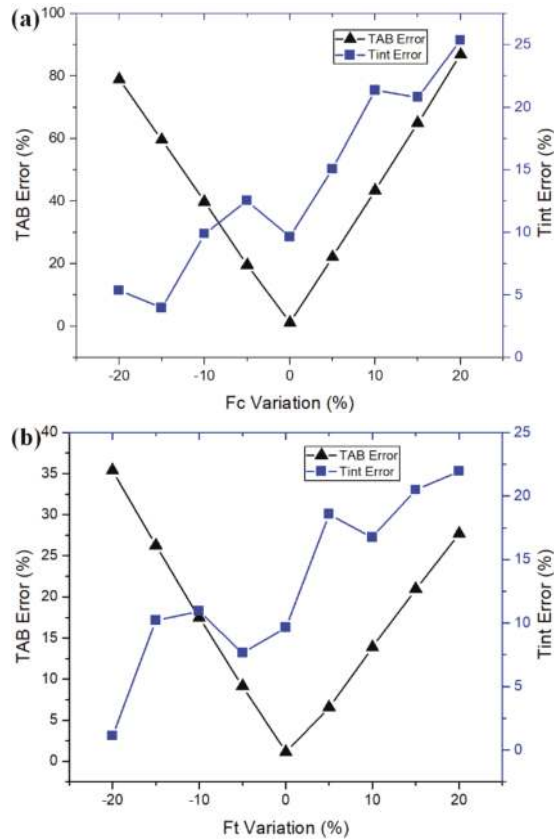 (a)
TAB Error
Tint Error
100
80
60
40
20
0
TAB Error (%)
25
20
15
10
5
0
Tint Error (%)
-20 -10 0 10 20
Fc Variation (%)
(b)
TAB Error
Tint Error
40
35
30
25
20
15
10
5
0
TAB Error (%)
25
20
15
10
5
0
Tint Error (%)
-20 -10 0 10 20
Ft Variation (%)